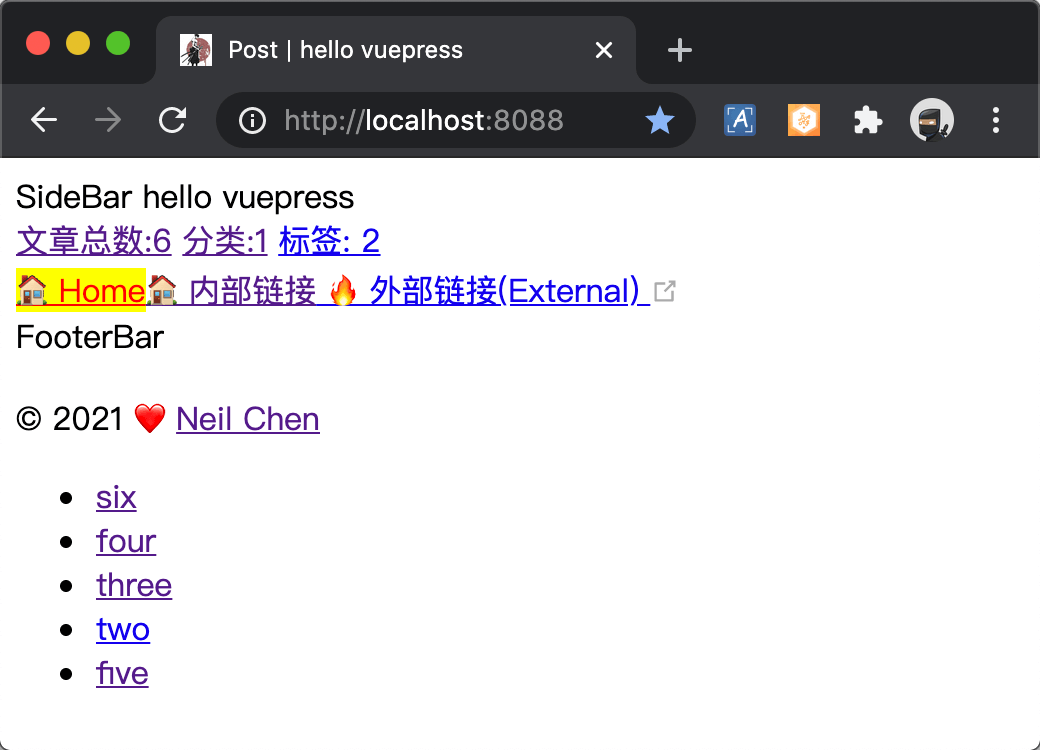 Post | hello vuepress
http://localhost:8088
SideBar hello vuepress
文章总数:6 分类:1 标签: 2
🏠 Home🏠 内部链接 🔥 外部链接(External)
FooterBar
© 2021 ❤️ Neil Chen
six
four
three
two
five